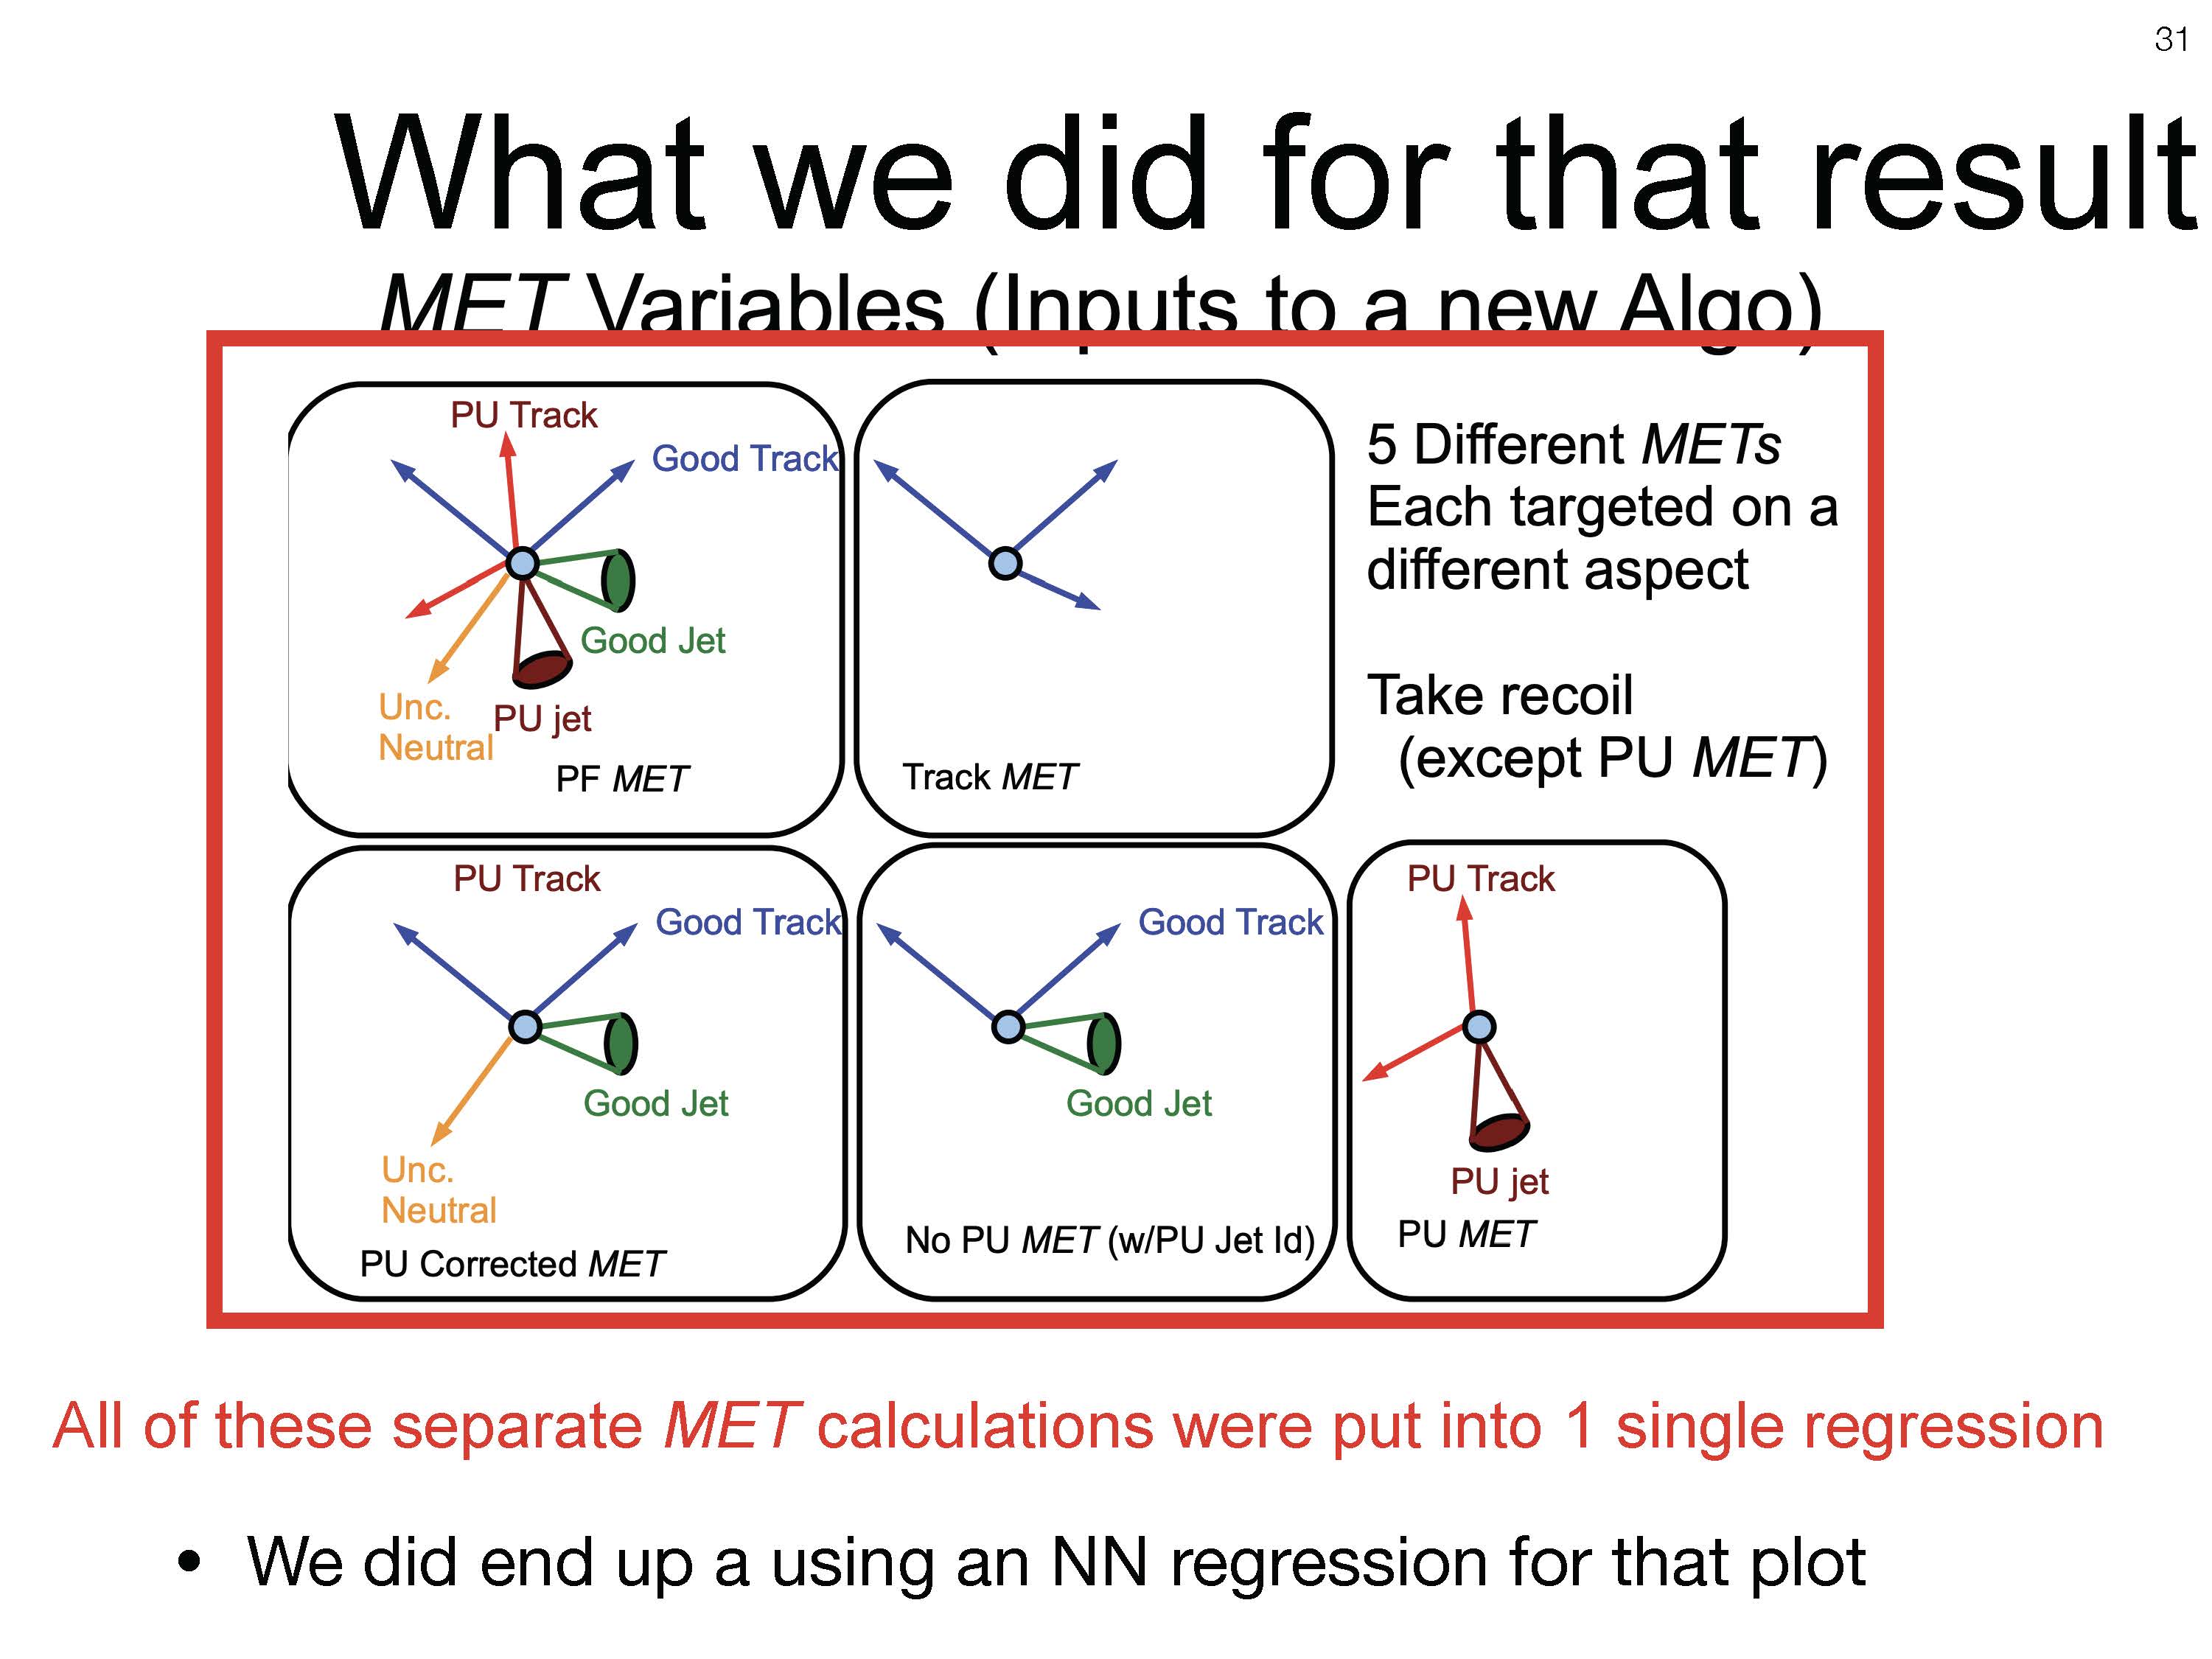 31
What we did for that result
MET Variables (Inputs to a new Algo)
PU Track
Good Track
Good Jet
Unc.
Neutral
PU jet
PF MET
Track MET
5 Different METs
Each targeted on a
different aspect
Take recoil
(except PU MET)
PU Track
Good Track
Good Jet
Unc.
Neutral
PU Corrected MET
Good Track
Good Jet
No PU MET (w/PU Jet Id)
PU Track
PU jet
PU MET
All of these separate MET calculations were put into 1 single regression
• We did end up a using an NN regression for that plot